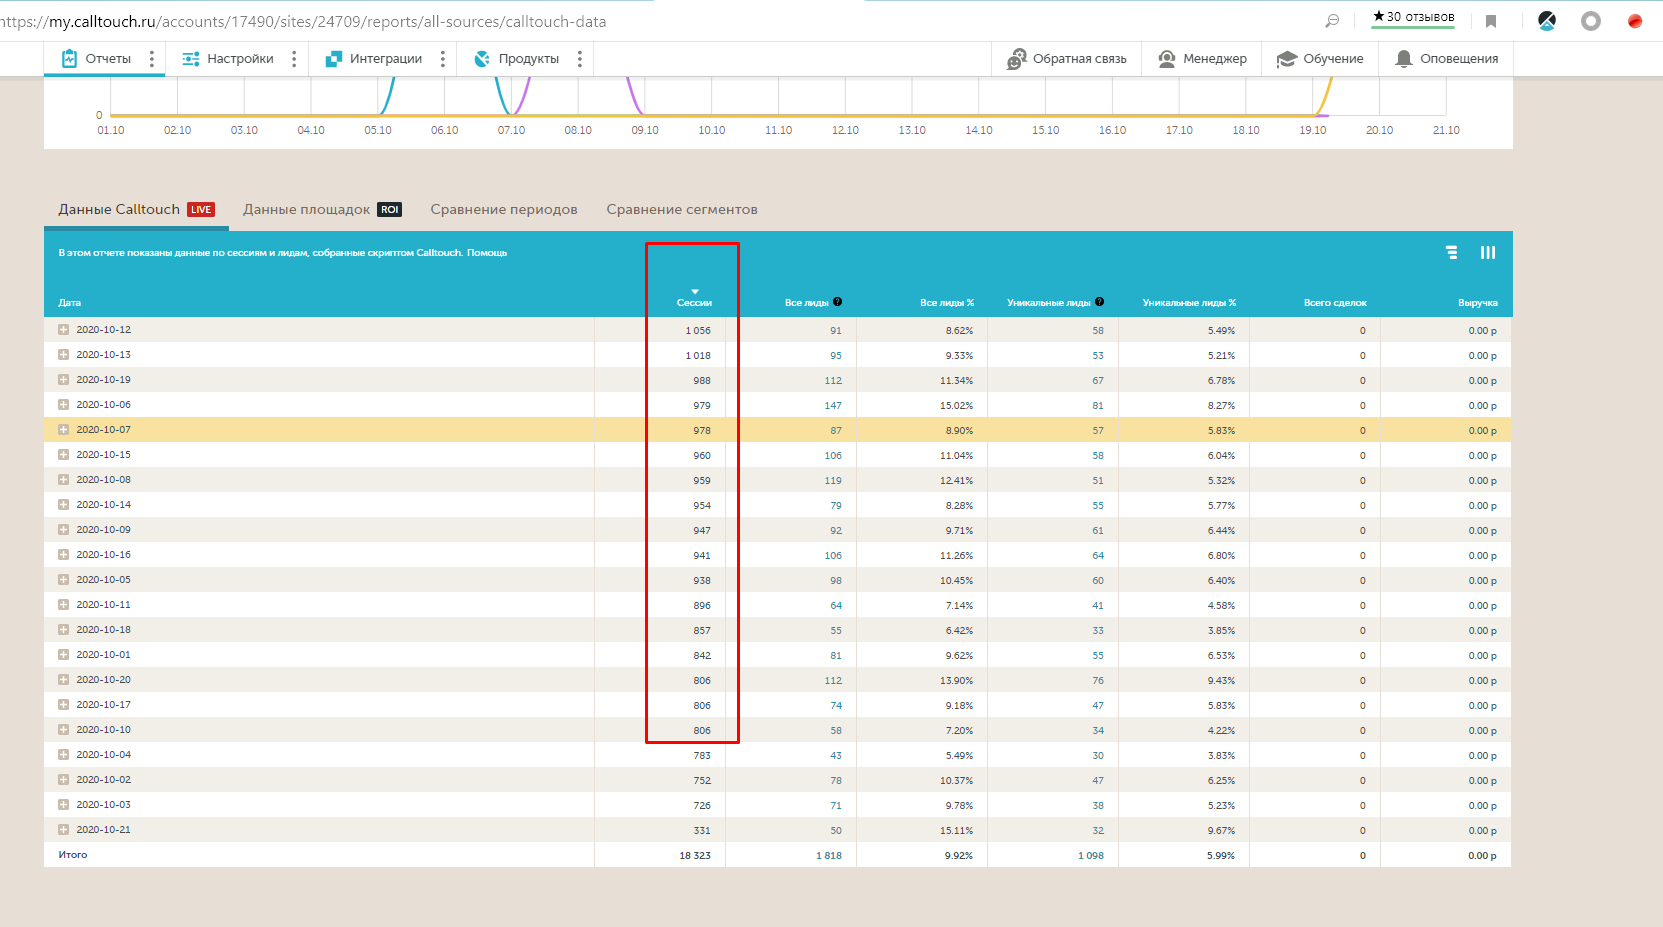 https://my.calltouch.ru/accounts/17490/sites/24709/reports/all-sources/calltouch-data
★30 отзывов
Отчеты
Настройки
Интеграции
Продукты
Обратная связь
Менеджер
Обучение
Оповещения
0
01.10 02.10 03.10 04.10 05.10 06.10 07.10 08.10 09.10 10.10 11.10 12.10 13.10 14.10 15.10 16.10 17.10 18.10 19.10 20.10 21.10
Данные Calltouch LIVE Данные площадок ROI Сравнение периодов Сравнение сегментов
В этом отчете показаны данные по сессиям и лидам, собранные скриптом Calltouch. Помощь
Дата Сессии Все лиды ? Все лиды % Уникальные лиды ? Уникальные лиды % Всего сделок Выручка
2020-10-12 1 056 91 8.62% 58 5.49% 0 0.00 р
2020-10-13 1 018 95 9.33% 53 5.21% 0 0.00 р
2020-10-19 988 112 11.34% 67 6.78% 0 0.00 р
2020-10-06 979 147 15.02% 81 8.27% 0 0.00 р
2020-10-07 978 87 8.90% 57 5.83% 0 0.00 р
2020-10-15 960 106 11.04% 58 6.04% 0 0.00 р
2020-10-08 959 119 12.41% 51 5.32% 0 0.00 р
2020-10-14 954 79 8.28% 55 5.77% 0 0.00 р
2020-10-09 947 92 9.71% 61 6.44% 0 0.00 р
2020-10-16 941 106 11.26% 64 6.80% 0 0.00 р
2020-10-05 938 98 10.45% 60 6.40% 0 0.00 р
2020-10-11 896 64 7.14% 41 4.58% 0 0.00 р
2020-10-18 857 55 6.42% 33 3.85% 0 0.00 р
2020-10-01 842 81 9.62% 55 6.53% 0 0.00 р
2020-10-20 806 112 13.90% 76 9.43% 0 0.00 р
2020-10-17 806 74 9.18% 47 5.83% 0 0.00 р
2020-10-10 806 58 7.20% 34 4.22% 0 0.00 р
2020-10-04 783 43 5.49% 30 3.83% 0 0.00 р
2020-10-02 752 78 10.37% 47 6.25% 0 0.00 р
2020-10-03 726 71 9.78% 38 5.23% 0 0.00 р
2020-10-21 331 50 15.11% 32 9.67% 0 0.00 р
Итого 18 323 1 818 9.92% 1 098 5.99% 0 0.00 р